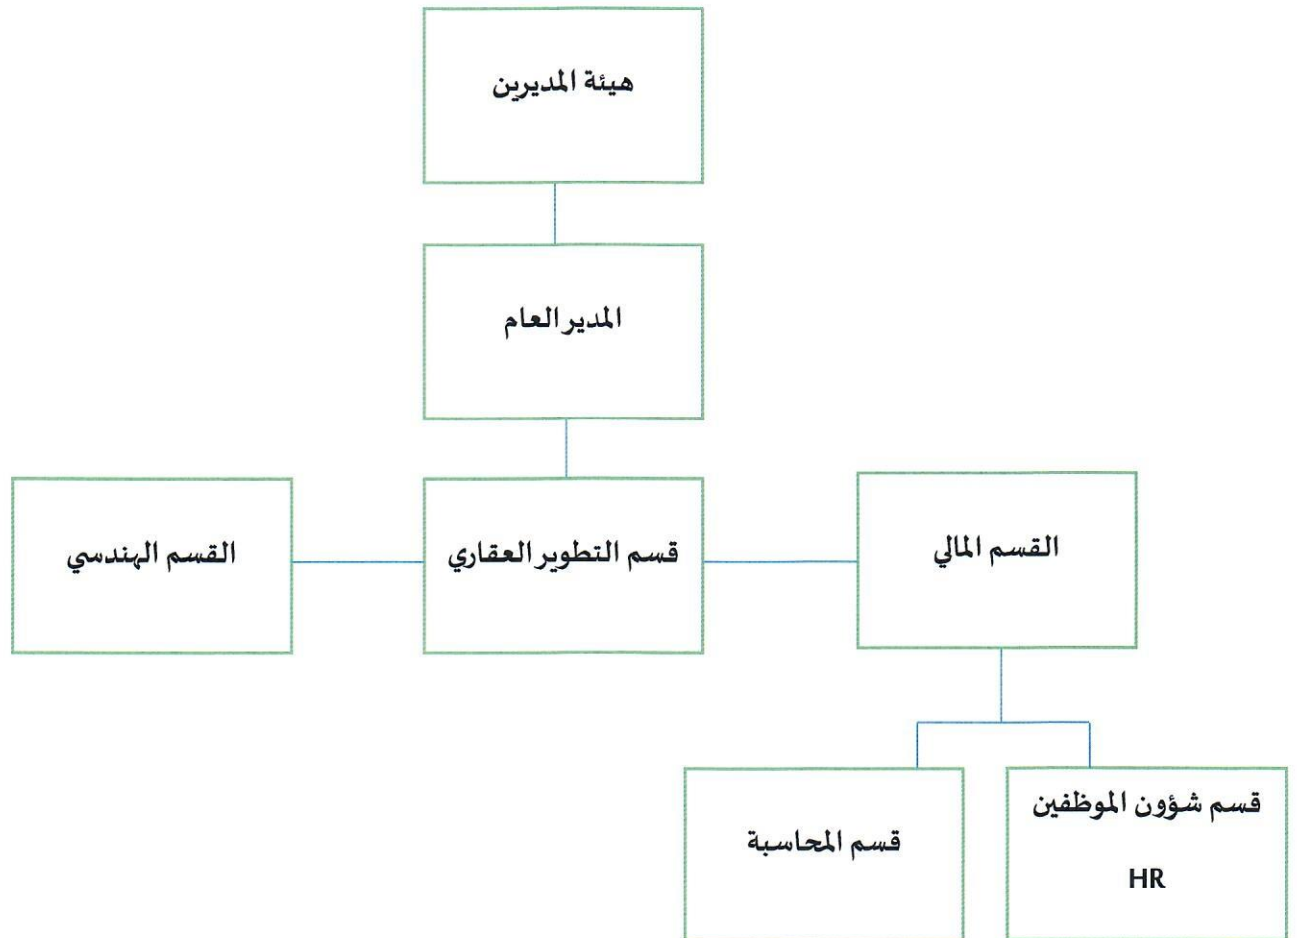 هيئة المديرين
المدير العام
القسم المالي
قسم التطوير العقاري
القسم الهندسي
قسم شؤون الموظفين
HR
قسم المحاسبة